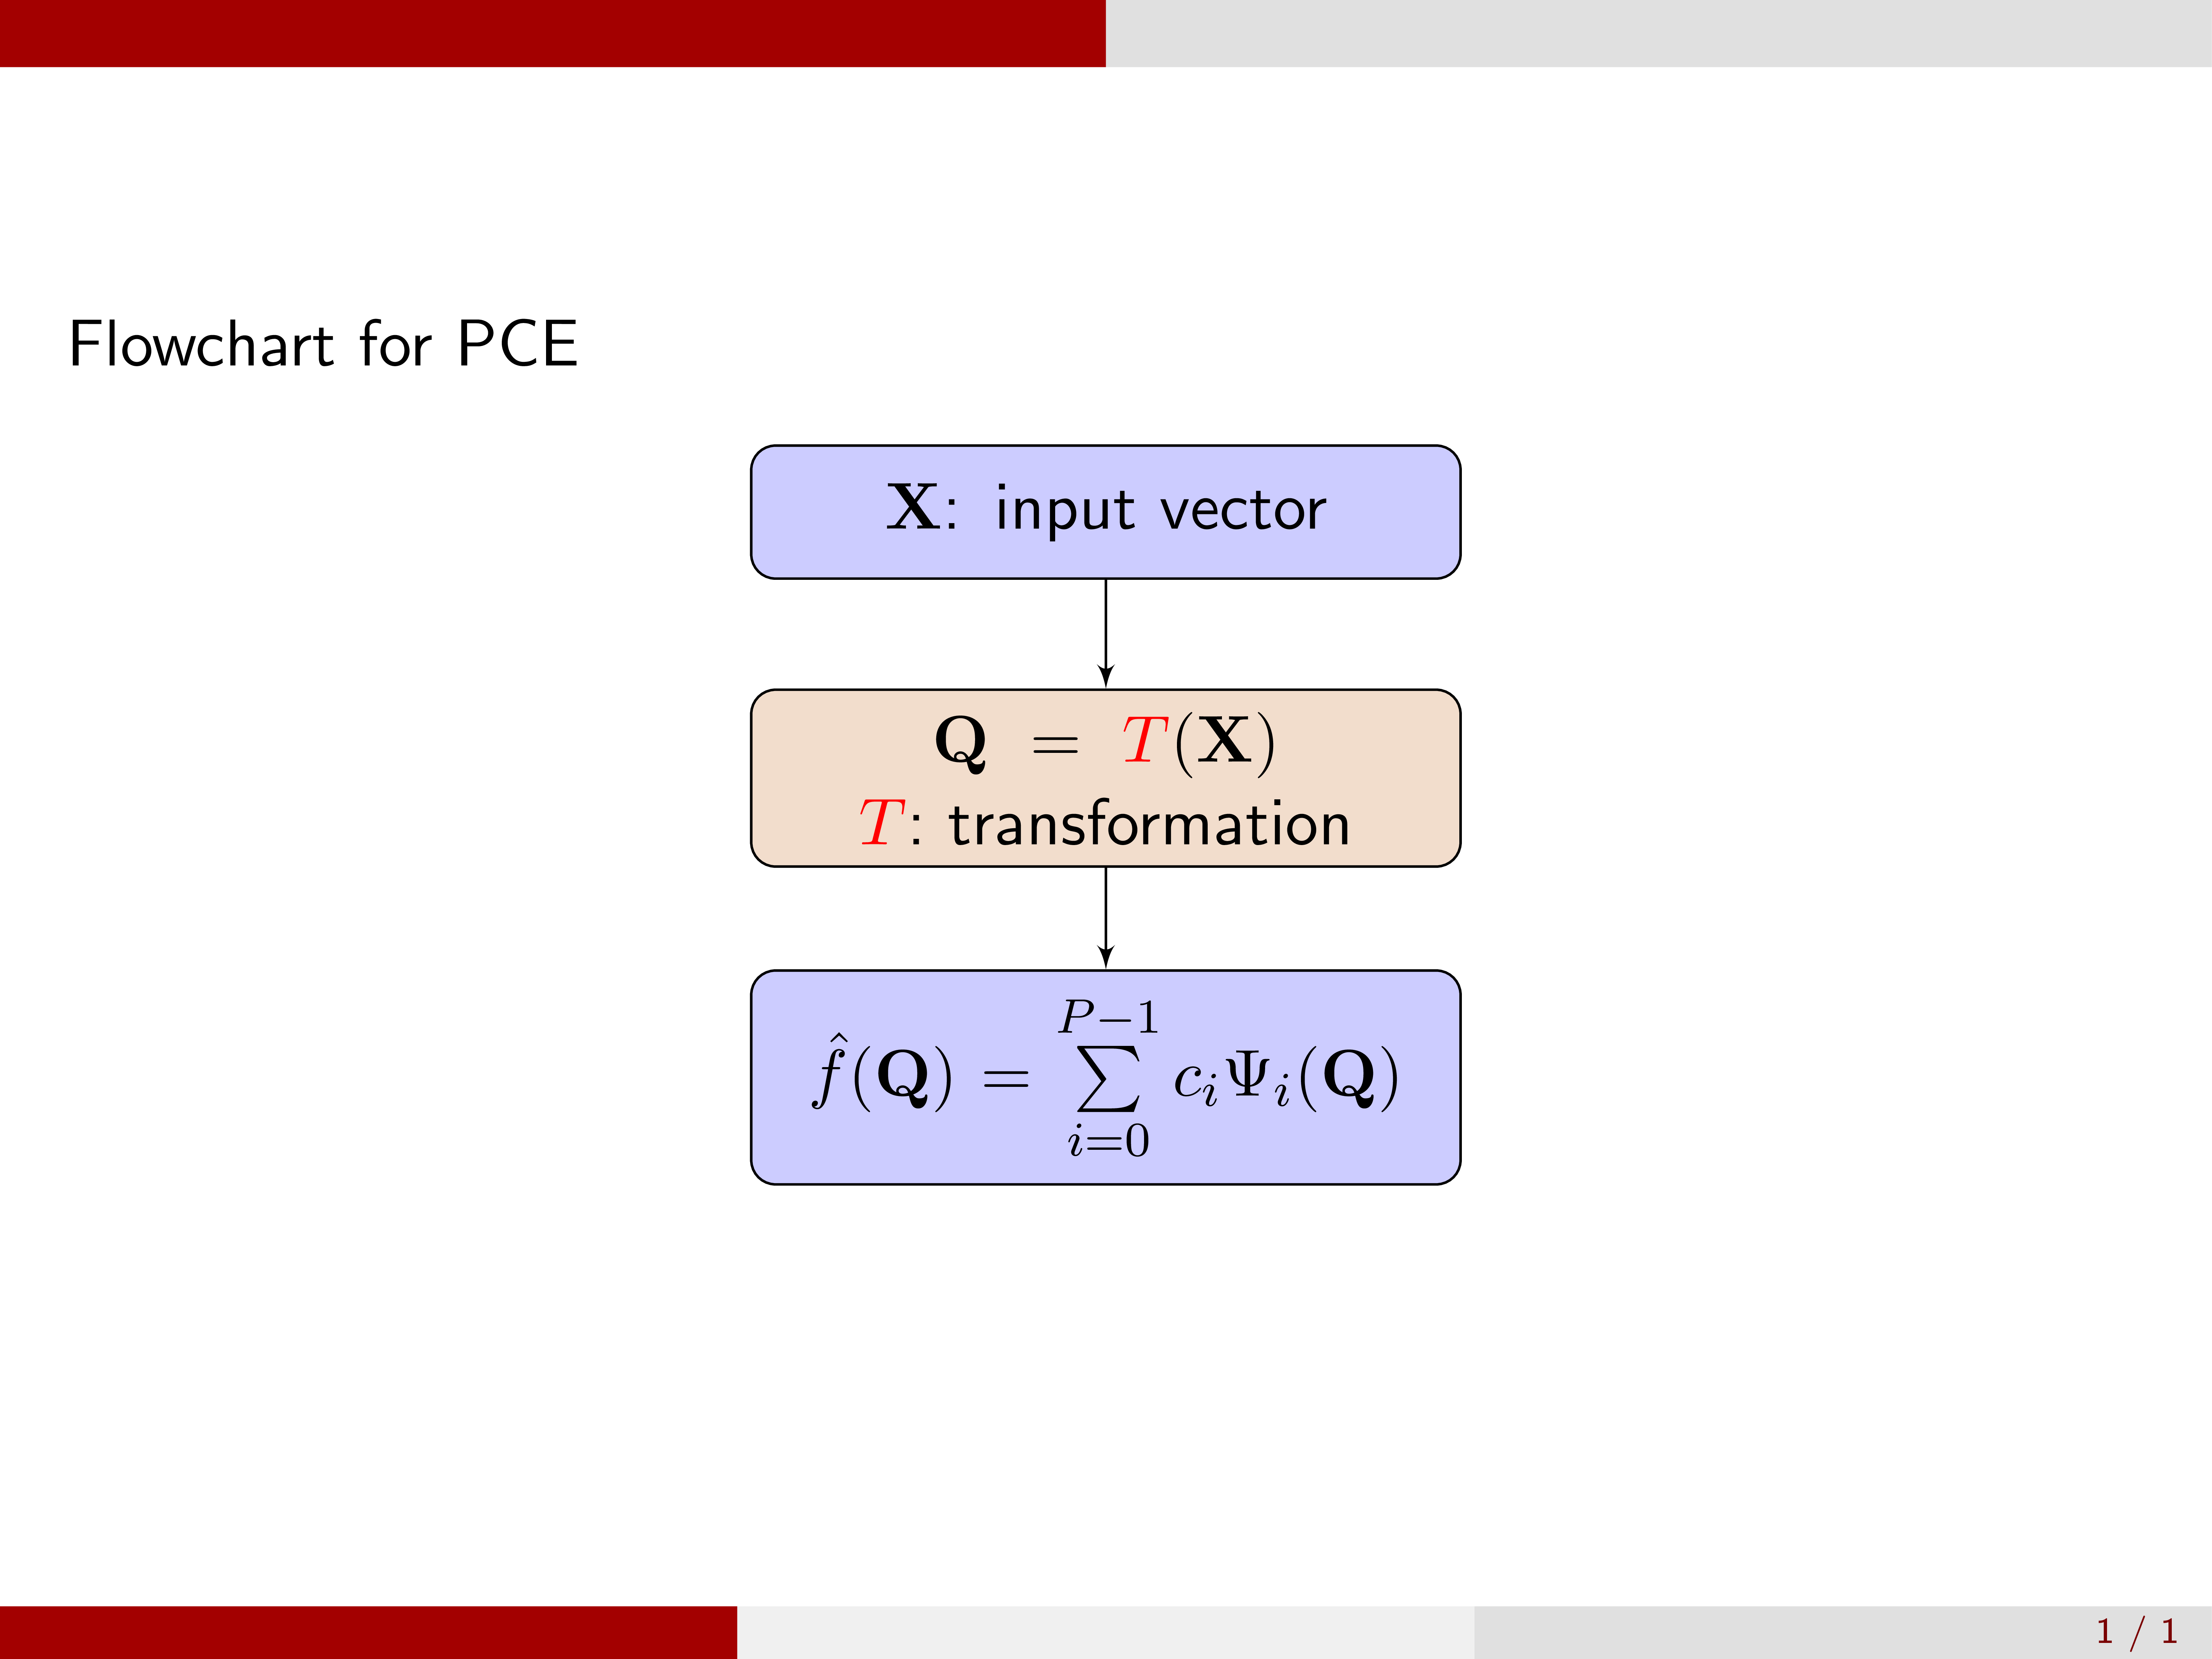 Flowchart for PCE
𝐗: input vector
𝐐 = T(𝐗)
T: transformation
f̂(𝐐) = ∑_{i=0}^{P−1} c_i Ψ_i(𝐐)
1 / 1